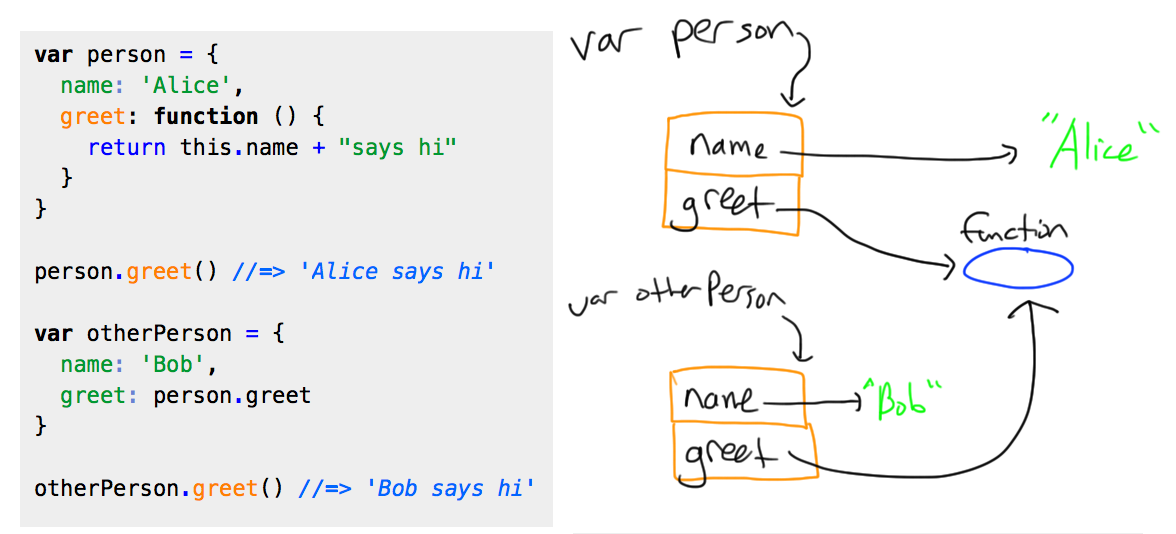 var person = {
  name: 'Alice',
  greet: function () {
    return this.name + "says hi"
  }
}
person.greet() //=> 'Alice says hi'
var otherPerson = {
  name: 'Bob',
  greet: person.greet
}
otherPerson.greet() //=> 'Bob says hi'
var person
name
"Alice"
greet
function
var otherPerson
name
"Bob"
greet